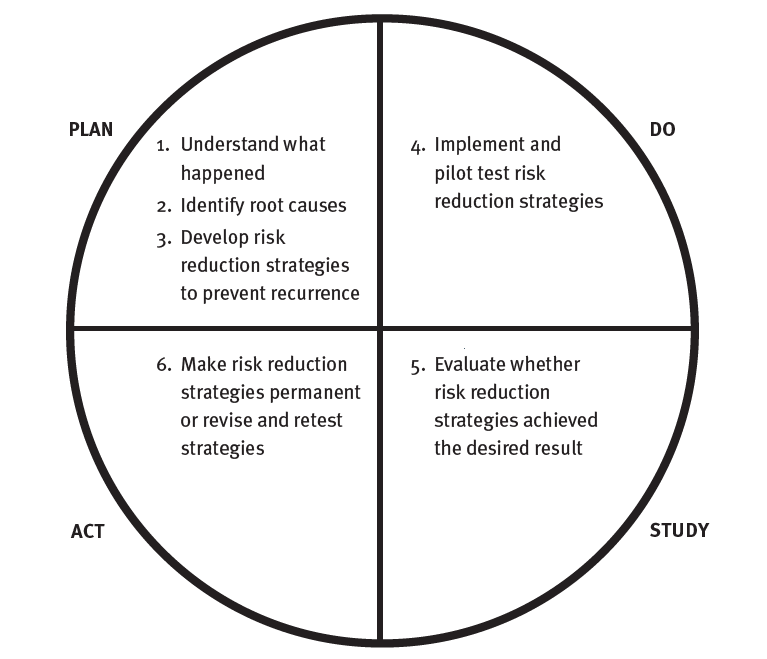 PLAN
1. Understand what
happened
2. Identify root causes
3. Develop risk
reduction strategies
to prevent recurrence
DO
4. Implement and
pilot test risk
reduction strategies
6. Make risk reduction
strategies permanent
or revise and retest
strategies
ACT
5. Evaluate whether
risk reduction
strategies achieved
the desired result
STUDY